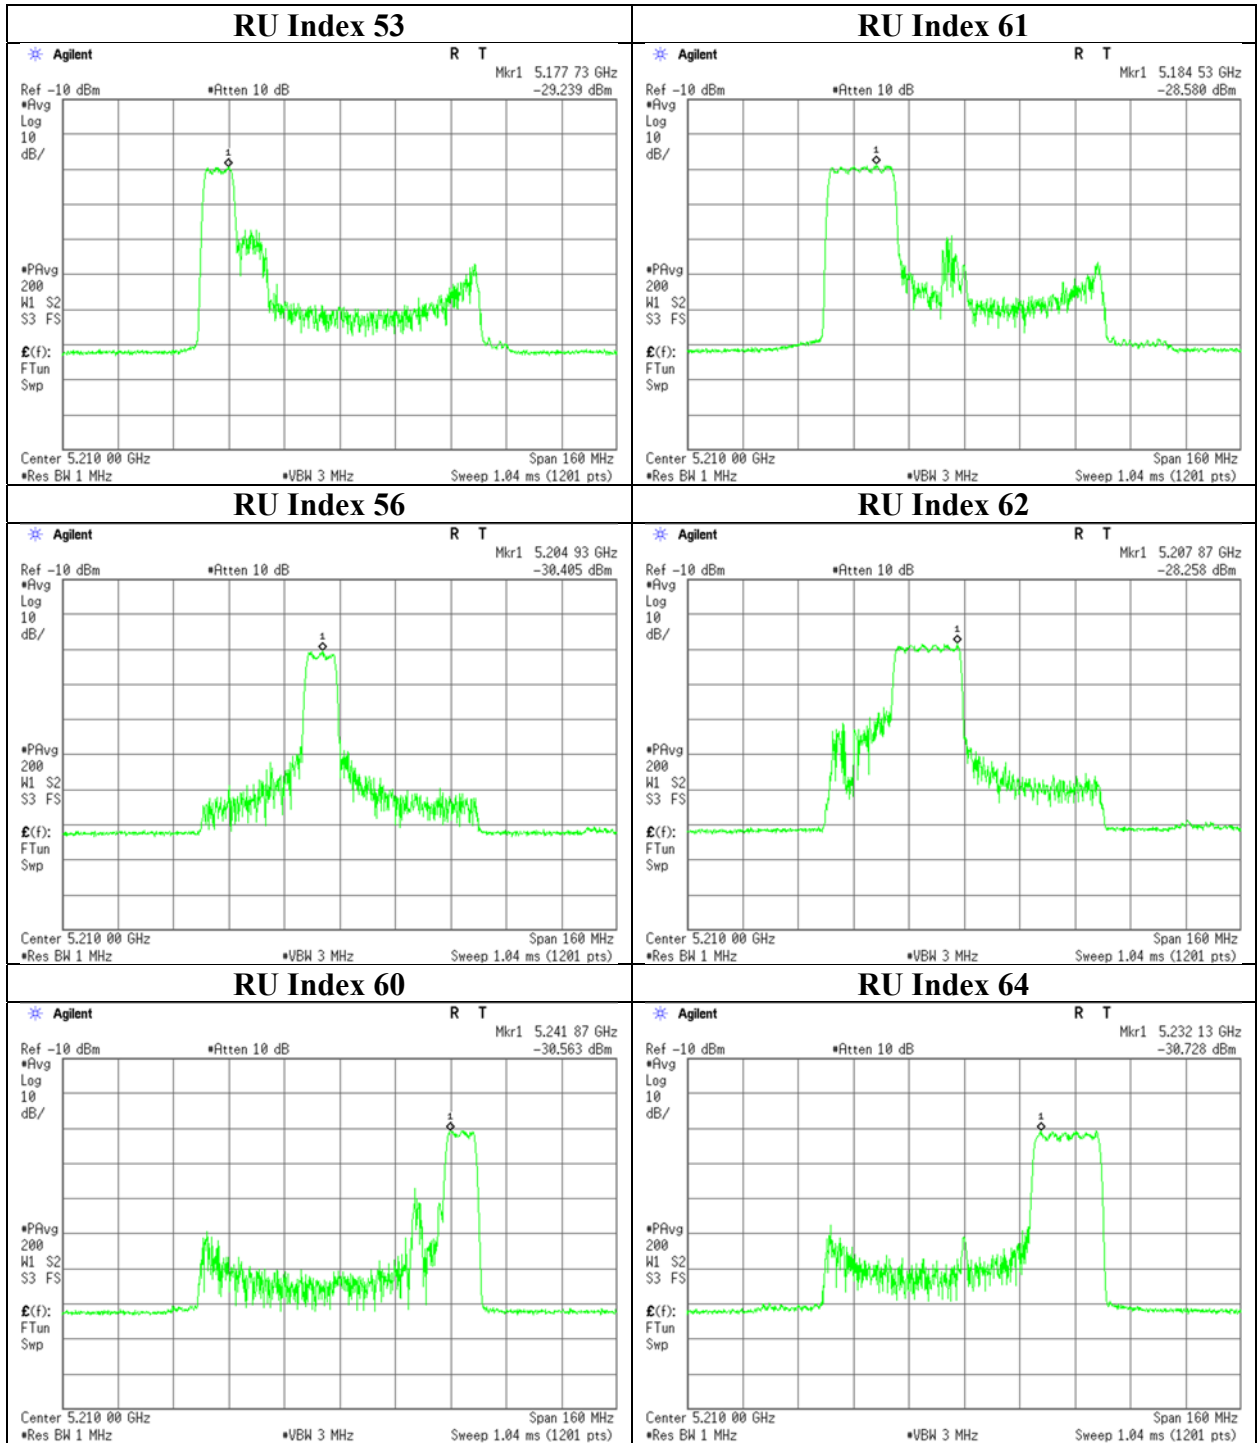 RU Index 53
Agilent
R T
Mkr1 5.177 73 GHz
Ref -10 dBm
#Atten 10 dB
-29.239 dBm
#Avg
Log
10
dB/
1
#PAvg
200
W1 S2
S3 FS
£(f):
FTun
Swp
Center 5.210 00 GHz
Span 160 MHz
#Res BW 1 MHz
#VBW 3 MHz
Sweep 1.04 ms (1201 pts)
RU Index 61
Agilent
R T
Mkr1 5.184 53 GHz
Ref -10 dBm
#Atten 10 dB
-28.580 dBm
#Avg
Log
10
dB/
1
#PAvg
200
W1 S2
S3 FS
£(f):
FTun
Swp
Center 5.210 00 GHz
Span 160 MHz
#Res BW 1 MHz
#VBW 3 MHz
Sweep 1.04 ms (1201 pts)
RU Index 56
Agilent
R T
Mkr1 5.204 93 GHz
Ref -10 dBm
#Atten 10 dB
-30.405 dBm
#Avg
Log
10
dB/
1
#PAvg
200
W1 S2
S3 FS
£(f):
FTun
Swp
Center 5.210 00 GHz
Span 160 MHz
#Res BW 1 MHz
#VBW 3 MHz
Sweep 1.04 ms (1201 pts)
RU Index 62
Agilent
R T
Mkr1 5.207 87 GHz
Ref -10 dBm
#Atten 10 dB
-28.258 dBm
#Avg
Log
10
dB/
1
#PAvg
200
W1 S2
S3 FS
£(f):
FTun
Swp
Center 5.210 00 GHz
Span 160 MHz
#Res BW 1 MHz
#VBW 3 MHz
Sweep 1.04 ms (1201 pts)
RU Index 60
Agilent
R T
Mkr1 5.241 87 GHz
Ref -10 dBm
#Atten 10 dB
-30.563 dBm
#Avg
Log
10
dB/
1
#PAvg
200
W1 S2
S3 FS
£(f):
FTun
Swp
Center 5.210 00 GHz
Span 160 MHz
#Res BW 1 MHz
#VBW 3 MHz
Sweep 1.04 ms (1201 pts)
RU Index 64
Agilent
R T
Mkr1 5.232 13 GHz
Ref -10 dBm
#Atten 10 dB
-30.728 dBm
#Avg
Log
10
dB/
1
#PAvg
200
W1 S2
S3 FS
£(f):
FTun
Swp
Center 5.210 00 GHz
Span 160 MHz
#Res BW 1 MHz
#VBW 3 MHz
Sweep 1.04 ms (1201 pts)